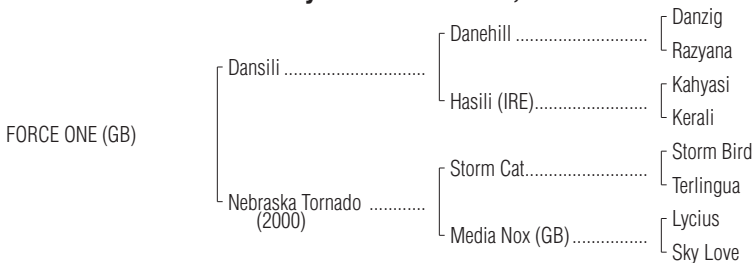 Danzig
Danehill ............................
Razyana
Dansili .............................
Kahyasi
Hasili (IRE)........................
Kerali
FORCE ONE (GB)
Storm Bird
Storm Cat..........................
Terlingua
Nebraska Tornado ............
(2000)
Lycius
Media Nox (GB)................
Sky Love